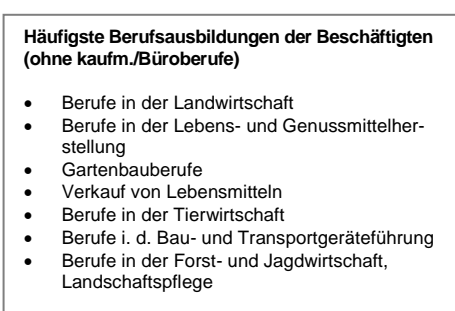 Häufigste Berufsausbildungen der Beschäftigten
(ohne kaufm./Büroberufe)
• Berufe in der Landwirtschaft
• Berufe in der Lebens- und Genussmittelher-
stellung
• Gartenbauberufe
• Verkauf von Lebensmitteln
• Berufe in der Tierwirtschaft
• Berufe i. d. Bau- und Transportgeräteführung
• Berufe in der Forst- und Jagdwirtschaft,
Landschaftspflege